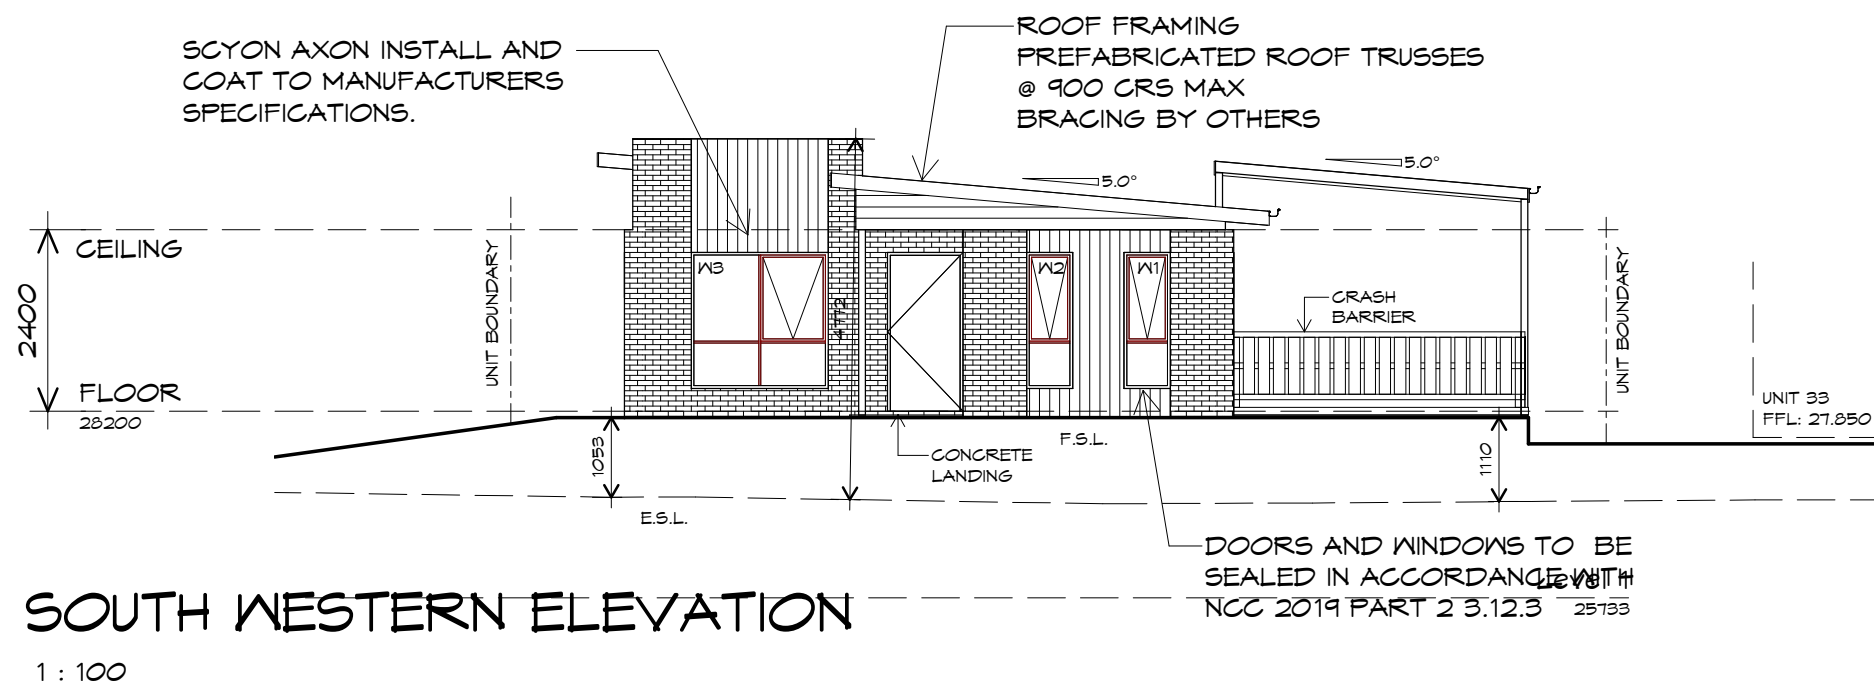 SCYON AXON INSTALL AND
COAT TO MANUFACTURERS
SPECIFICATIONS.
ROOF FRAMING
PREFABRICATED ROOF TRUSSES
@ 900 CRS MAX
BRACING BY OTHERS
5.0°
5.0°
CEILING
2400
FLOOR
28200
UNIT BOUNDARY
W3
4772
W2
W1
CRASH
BARRIER
UNIT BOUNDARY
UNIT 33
FFL: 27.850
1053
CONCRETE
LANDING
F.S.L.
1110
E.S.L.
DOORS AND WINDOWS TO BE
SEALED IN ACCORDANCE WITH
NCC 2019 PART 2 3.12.3
Level 1
25733
SOUTH WESTERN ELEVATION
1 : 100